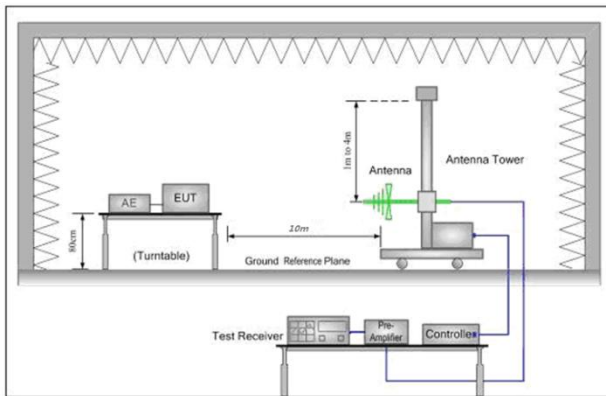 1m to 4m
Antenna
Antenna Tower
AE
EUT
80cm
(Turntable)
10m
Ground Reference Plane
Test Receiver
Pre-
Amplifier
Controller